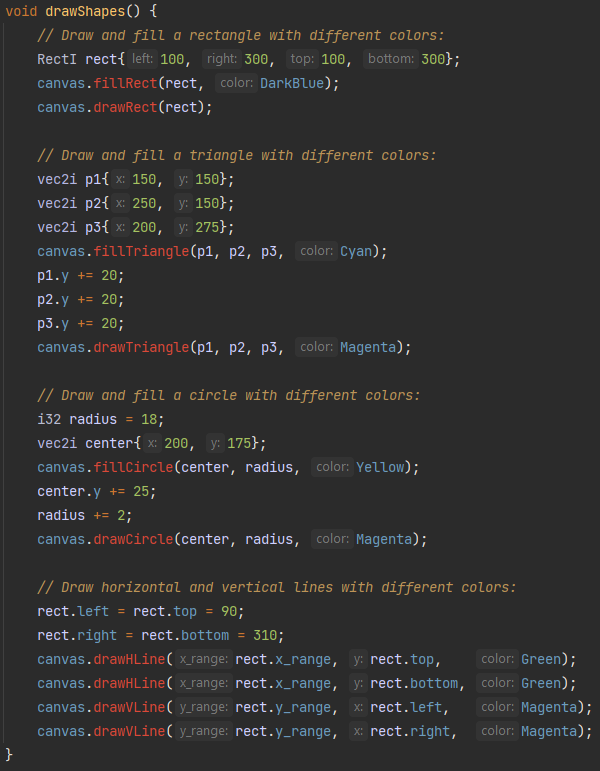 void drawShapes() {
    // Draw and fill a rectangle with different colors:
    RectI rect{ left: 100, right: 300, top: 100, bottom: 300};
    canvas.fillRect(rect, color: DarkBlue);
    canvas.drawRect(rect);

    // Draw and fill a triangle with different colors:
    vec2i p1{ x: 150, y: 150};
    vec2i p2{ x: 250, y: 150};
    vec2i p3{ x: 200, y: 275};
    canvas.fillTriangle(p1, p2, p3, color: Cyan);
    p1.y += 20;
    p2.y += 20;
    p3.y += 20;
    canvas.drawTriangle(p1, p2, p3, color: Magenta);

    // Draw and fill a circle with different colors:
    i32 radius = 18;
    vec2i center{ x: 200, y: 175};
    canvas.fillCircle(center, radius, color: Yellow);
    center.y += 25;
    radius += 2;
    canvas.drawCircle(center, radius, color: Magenta);

    // Draw horizontal and vertical lines with different colors:
    rect.left = rect.top = 90;
    rect.right = rect.bottom = 310;
    canvas.drawHLine( x_range: rect.x_range, y: rect.top, color: Green);
    canvas.drawHLine( x_range: rect.x_range, y: rect.bottom, color: Green);
    canvas.drawVLine( y_range: rect.y_range, x: rect.left, color: Magenta);
    canvas.drawVLine( y_range: rect.y_range, x: rect.right, color: Magenta);
}